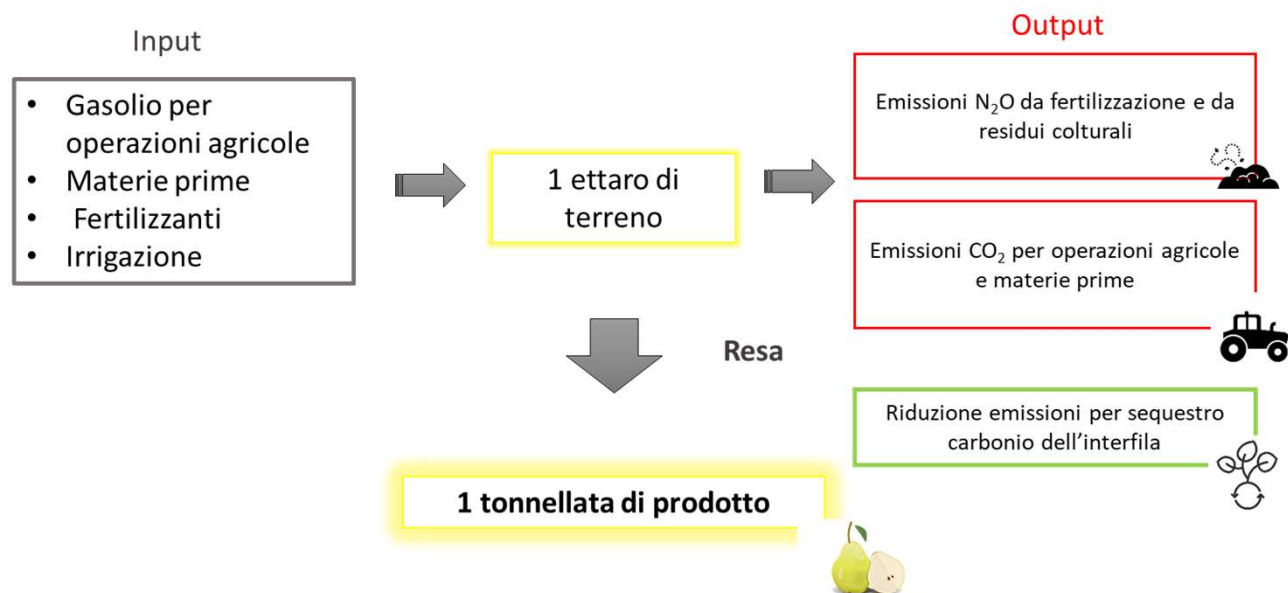 Input
• Gasolio per
operazioni agricole
• Materie prime
• Fertilizzanti
• Irrigazione
1 ettaro di
terreno
Resa
1 tonnellata di prodotto
Output
Emissioni N₂O da fertilizzazione e da
residui colturali
Emissioni CO₂ per operazioni agricole
e materie prime
Riduzione emissioni per sequestro
carbonio dell'interfila